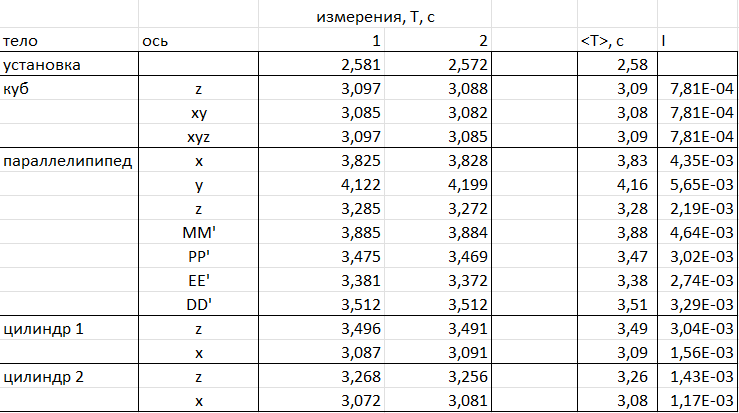 измерения, T, с
тело ось 1 2 <T>, с I
установка 2,581 2,572 2,58
куб z 3,097 3,088 3,09 7,81E-04
xy 3,085 3,082 3,08 7,81E-04
xyz 3,097 3,085 3,09 7,81E-04
параллелипипед x 3,825 3,828 3,83 4,35E-03
y 4,122 4,199 4,16 5,65E-03
z 3,285 3,272 3,28 2,19E-03
MM' 3,885 3,884 3,88 4,64E-03
PP' 3,475 3,469 3,47 3,02E-03
EE' 3,381 3,372 3,38 2,74E-03
DD' 3,512 3,512 3,51 3,29E-03
цилиндр 1 z 3,496 3,491 3,49 3,04E-03
x 3,087 3,091 3,09 1,56E-03
цилиндр 2 z 3,268 3,256 3,26 1,43E-03
x 3,072 3,081 3,08 1,17E-03